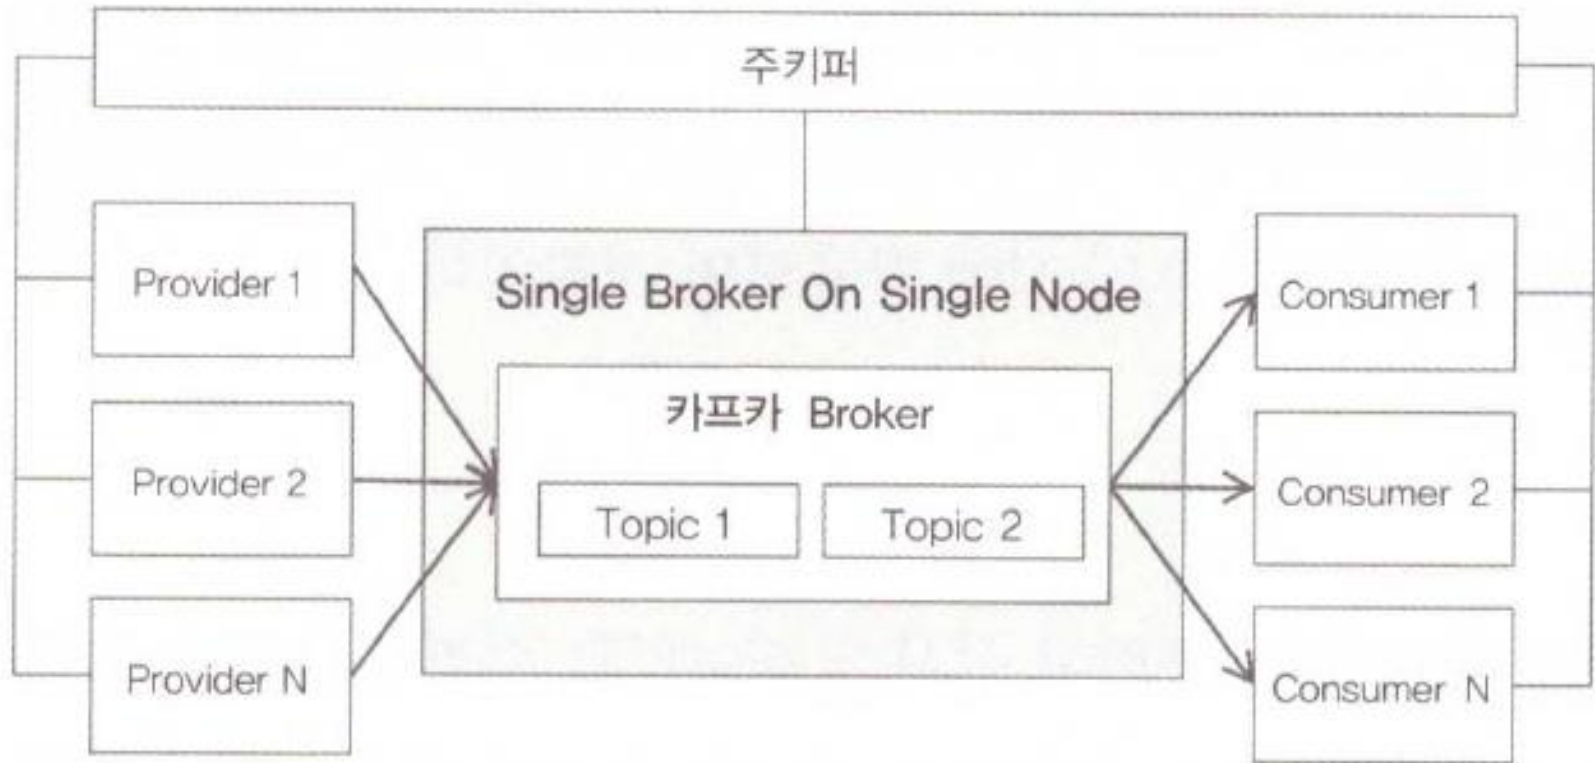 주키퍼
Provider 1
Single Broker On Single Node
Consumer 1
카프카 Broker
Provider 2
Topic 1
Topic 2
Consumer 2
Provider N
Consumer N